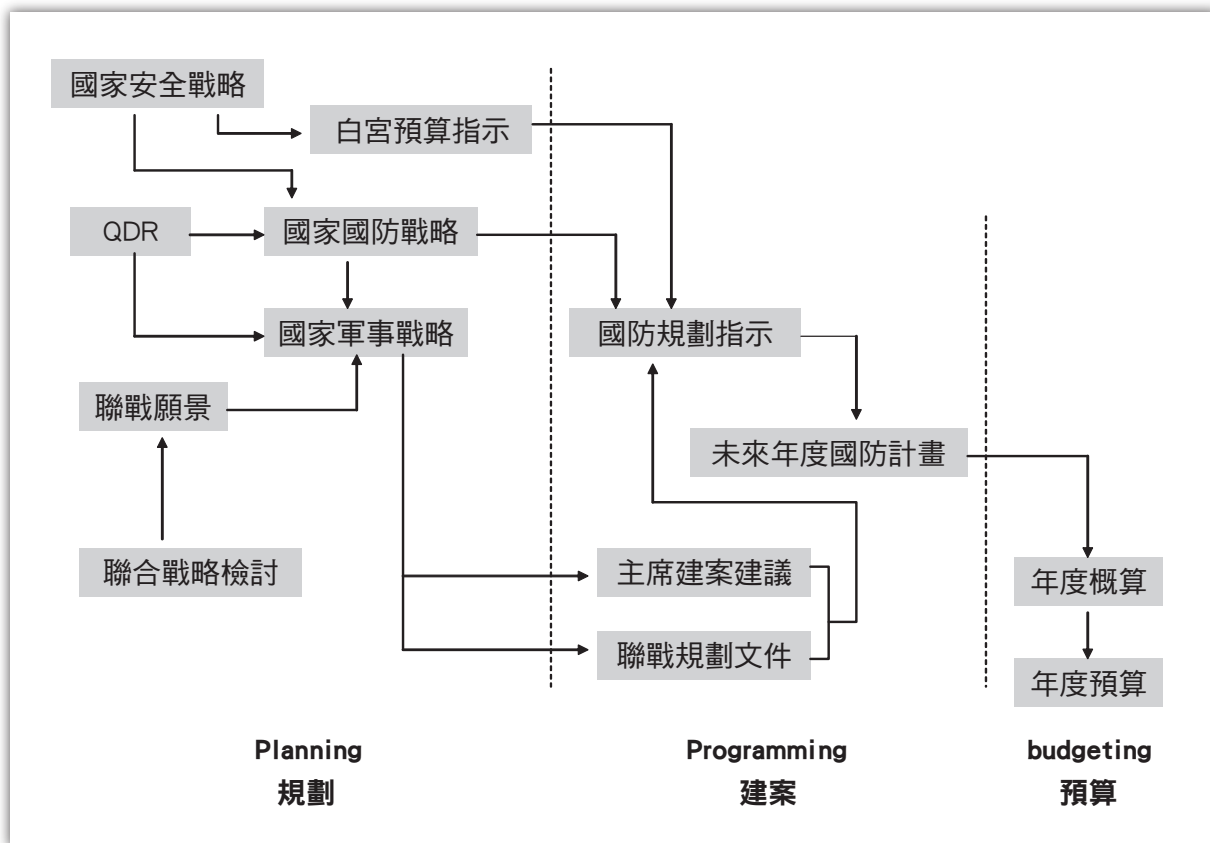 國家安全戰略
白宮預算指示
QDR
國家國防戰略
國家軍事戰略
國防規劃指示
聯戰願景
未來年度國防計畫
聯合戰略檢討
主席建案建議
年度概算
聯戰規劃文件
年度預算
Planning
規劃
Programming
建案
budgeting
預算